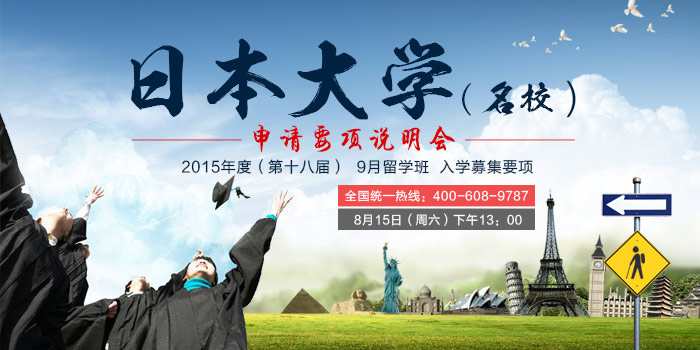 日本大学（名校）
申请要项说明会
2015年度（第十八届） 9月留学班 入学募集要项
全国统一热线：400-608-9787
8月15日（周六）下午13：00